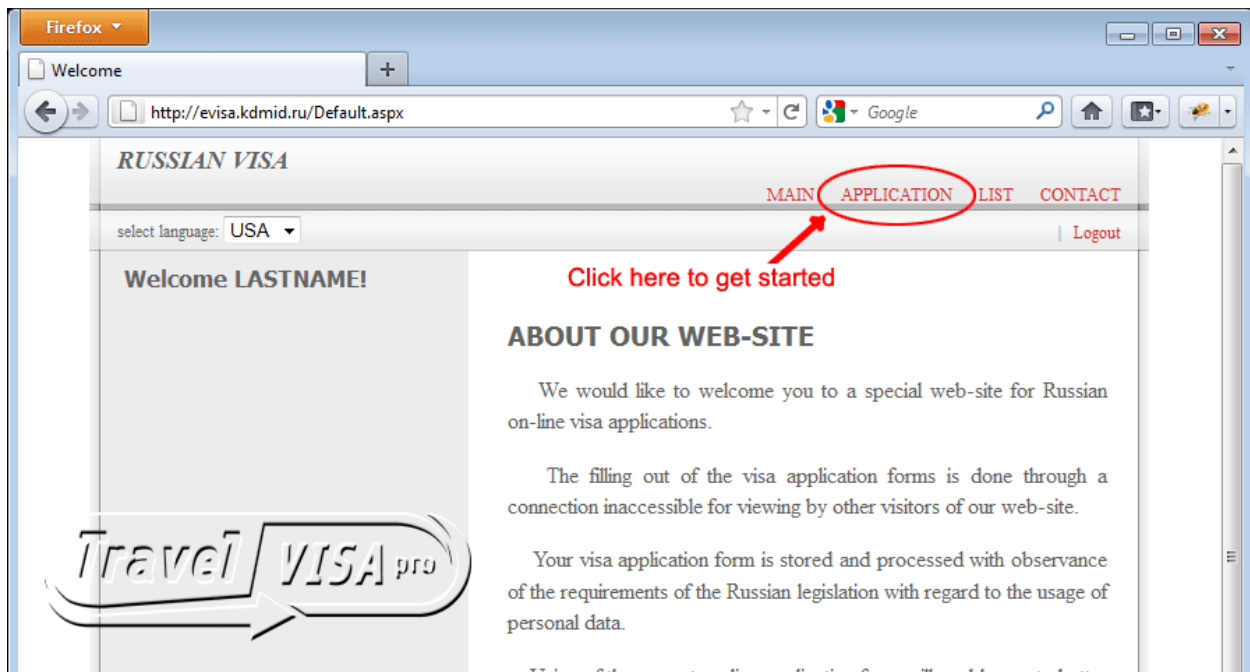 Firefox
Welcome
http://evisa.kdmid.ru/Default.aspx
Google
RUSSIAN VISA
MAIN APPLICATION LIST CONTACT
select language: USA
| Logout
Welcome LASTNAME!
Click here to get started
ABOUT OUR WEB-SITE
We would like to welcome you to a special web-site for Russian
on-line visa applications.
The filling out of the visa application forms is done through a
connection inaccessible for viewing by other visitors of our web-site.
Travel VISA pro
Your visa application form is stored and processed with observance
of the requirements of the Russian legislation with regard to the usage of
personal data.